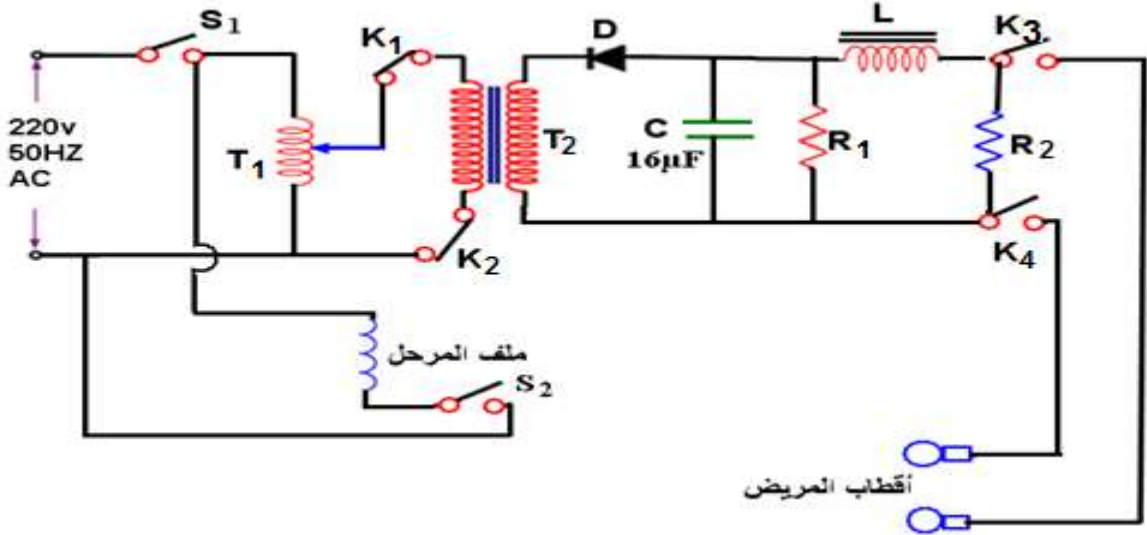 S1
K1
D
L
K3
220v
50HZ
AC
T1
T2
C
16µF
R1
R2
K2
K4
ملف المرحل
S2
أقطاب المريض